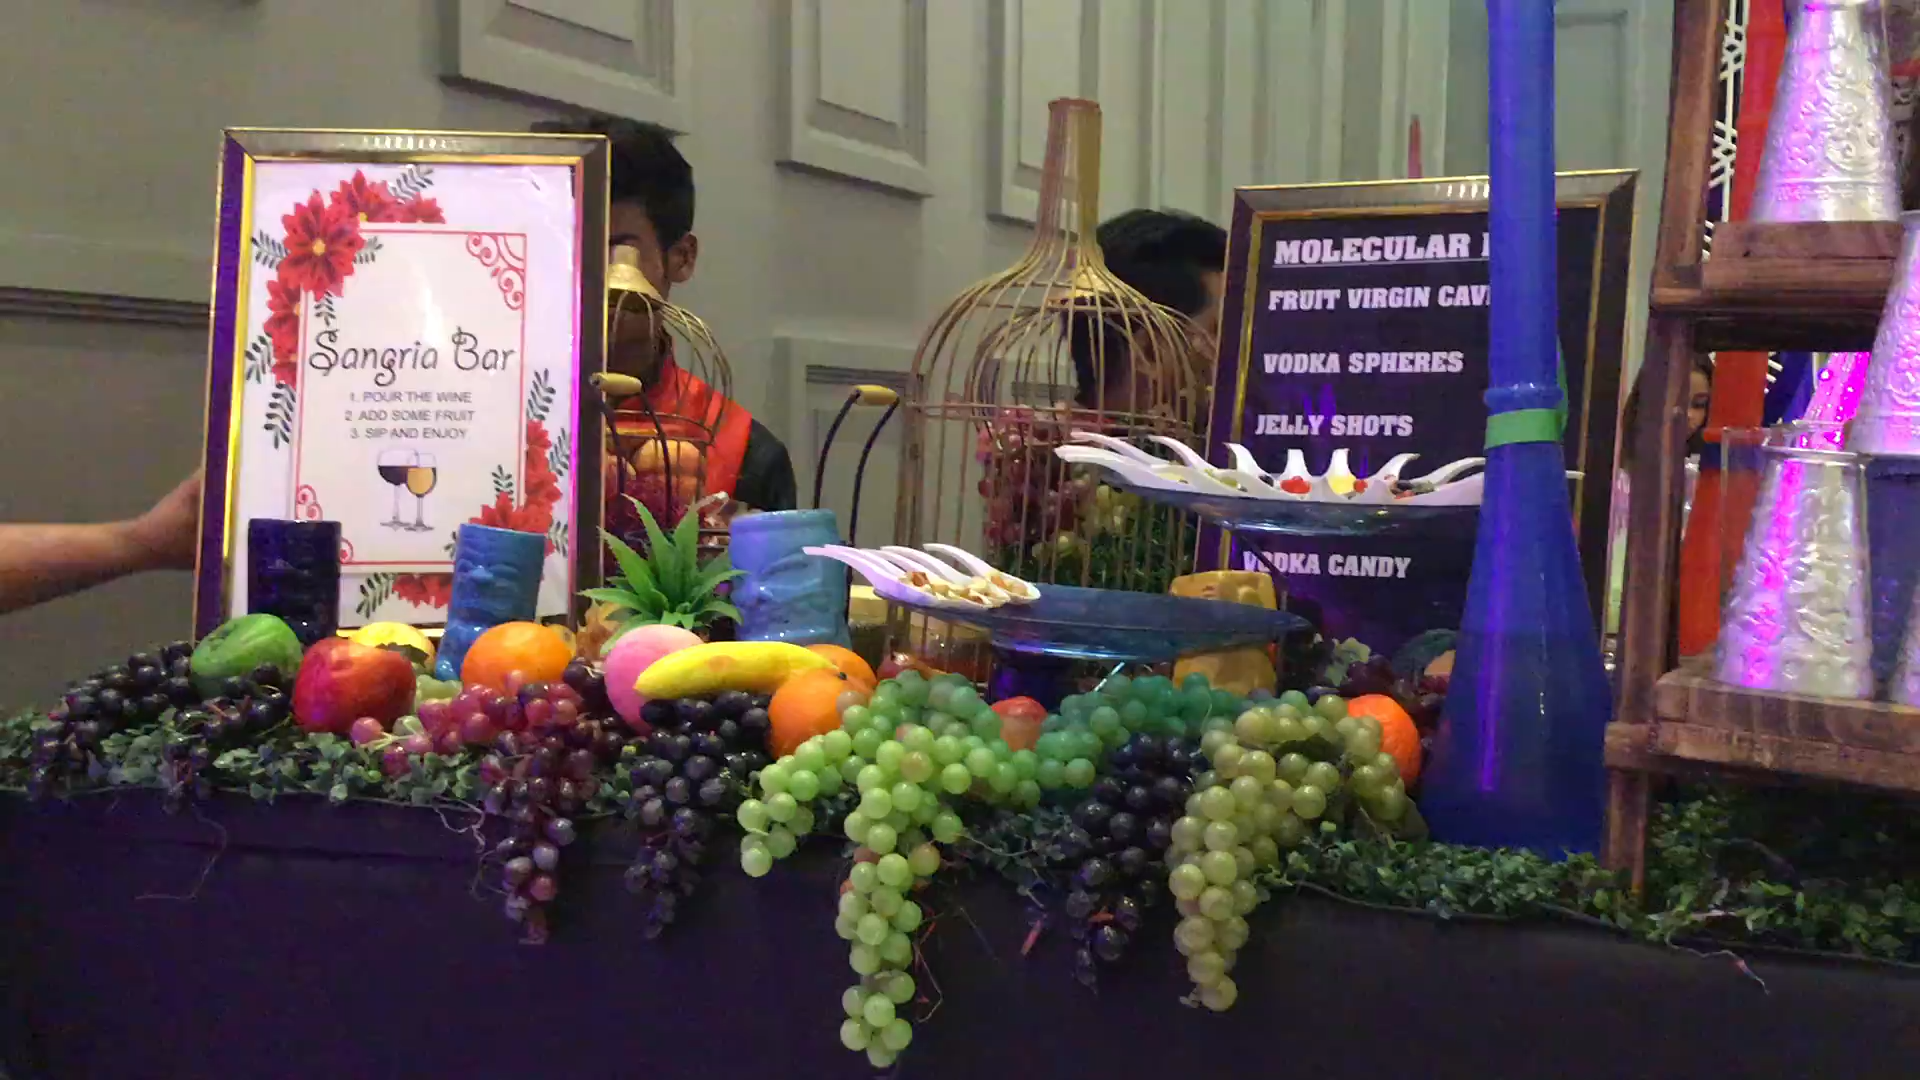 Sangria Bar
1. POUR THE WINE
2. ADD SOME FRUIT
3. SIP AND ENJOY
MOLECULAR
FRUIT VIRGIN
VODKA SPHERES
JELLY SHOTS
VODKA CANDY